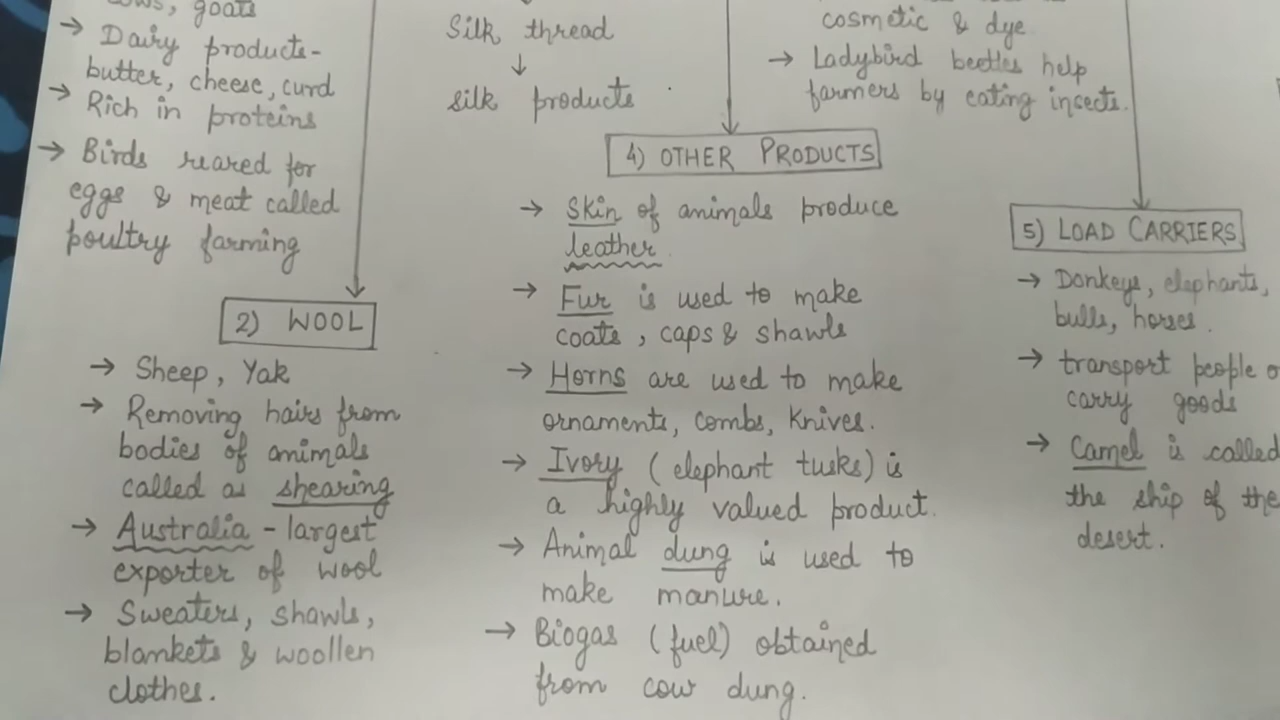 cows, goats
→ Dairy products-
butter, cheese, curd
→ Rich in proteins
→ Birds reared for
eggs & meat called
poultry farming
2) WOOL
→ Sheep, Yak
→ Removing hairs from
bodies of animals
called as shearing
→ Australia - largest
exporter of wool
→ Sweaters, shawls,
blankets & woollen
clothes.
Silk thread
↓
silk products
cosmetic & dye
→ Ladybird beetles help
farmers by eating insects.
4) OTHER PRODUCTS
→ Skin of animals produce
leather.
→ Fur is used to make
coats, caps & shawls
→ Horns are used to make
ornaments, combs, knives.
→ Ivory (elephant tusks) is
a highly valued product.
→ Animal dung is used to
make manure.
→ Biogas (fuel) obtained
from cow dung.
5) LOAD CARRIERS
→ Donkeys, elephants,
bulls, horses.
→ transport people
carry goods
→ Camel is called
the ship of the
desert.